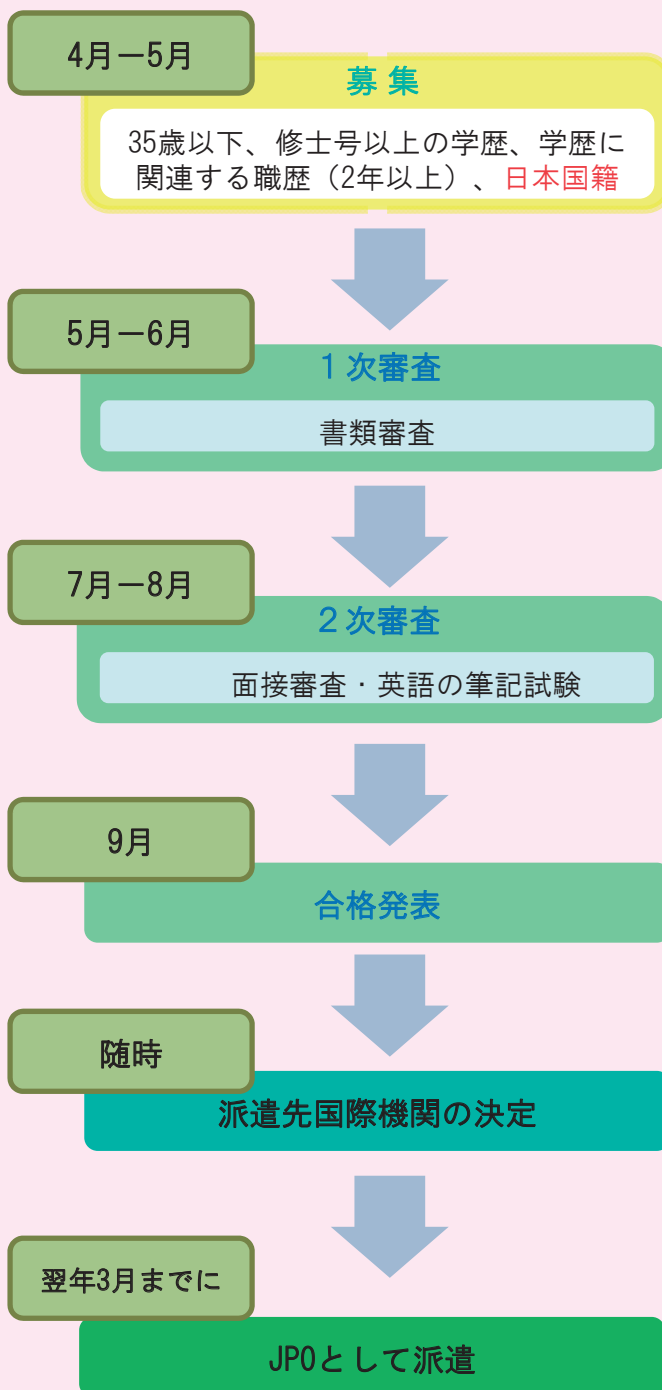 4月ー5月
募 集
35歳以下、修士号以上の学歴、学歴に
関連する職歴（2年以上）、日本国籍
5月ー6月
１次審査
書類審査
7月ー8月
２次審査
面接審査・英語の筆記試験
9月
合格発表
随時
派遣先国際機関の決定
翌年3月までに
JPOとして派遣